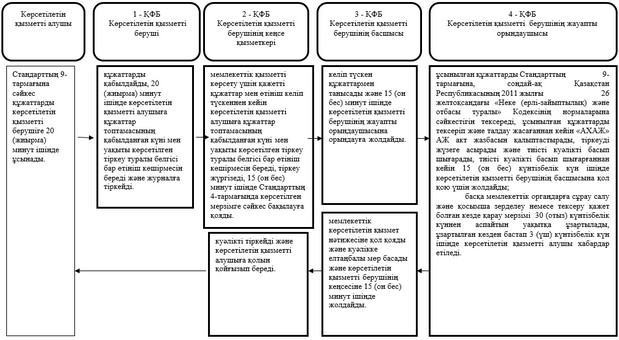 Көрсетілетін
қызметті алушы
1 - ҚФБ
Көрсетілетін қызметті
беруші
2 - ҚФБ
Көрсетілетін қызметті
берушінің кеңсе
қызметкері
3 - ҚФБ
Көрсетілетін қызметті
берушінің басшысы
4 - ҚФБ
Көрсетілетін қызметті берушінің жауапты
орындаушысы
Стандарттың 9-
тармағына
сәйкес
құжаттарды
көрсетілетін
қызметті
берушіге 20
(жиырма)
минут ішінде
ұсынады.
құжаттарды
қабылдайды, 20
(жиырма) минут
ішінде көрсетілетін
қызметті алушыға
құжаттар
топтамасының
қабылданған күні мен
уақыты көрсетілген
тіркеу туралы белгісі
бар өтініш көшірмесін
береді және журналға
тіркейді.
мемлекеттік қызметті
көрсету үшін қажетті
құжаттар мен өтініш келіп
түскеннен кейін
көрсетілетін қызметті
алушыға құжаттар
топтамасының
қабылданған күні мен
уақыты көрсетілген тіркеу
туралы белгісі бар өтініш
көшірмесін береді, тіркеу
жүргізеді, 15 (он бес)
минут ішінде Стандарттың
4-тармағында көрсетілген
мерзімге сәйкес бақылауға
қояды.
келіп түскен
құжаттармен
танысады және 15 (он
бес) минут ішінде
көрсетілетін қызметті
берушінің жауапты
орындаушысына
орындауға жолдайды.
ұсынылған құжаттарды Стандарттың 9-
тармағына, сондай-ақ Қазақстан
Республикасының 2011 жылғы 26
желтоқсандағы «Неке (ерлі-зайыптылық) және
отбасы туралы» Кодексінің нормаларына
сәйкестігін тексереді, ұсынылған құжаттарды
тексеріп және талдау жасағаннан кейін «АХАЖ»
АЖ акт жазбасын қалыптастырады, тіркеуді
жүзеге асырады және тиісті куәлікті басып
шығарады, тиісті куәлікті басып шығарғаннан
кейін 15 (он бес) күнтізбелік күн ішінде
көрсетілетін қызметті берушінің басшысына қол
қою үшін жолдайды;
басқа мемлекеттік органдарға сұрау салу
және қосымша зерделеу немесе тексеру қажет
болған кезде қарау мерзімі 30 (отыз) күнтізбелік
күннен аспайтын уақытқа ұзартылады,
ұзартылған кезден бастап 3 (үш) күнтізбелік күн
ішінде көрсетілетін қызметті алушы хабардар
етіледі.
куәлікті тіркейді және
көрсетілетін қызметті
алушыға қолын
қойғызып береді.
мемлекеттік
көрсетілетін қызмет
нәтижесіне қол қояды
және куәлікке
елтаңбалы мөр басады
және көрсетілетін
қызметті берушінің
кеңсесіне 15 (он бес)
минут ішінде
жолдайды.